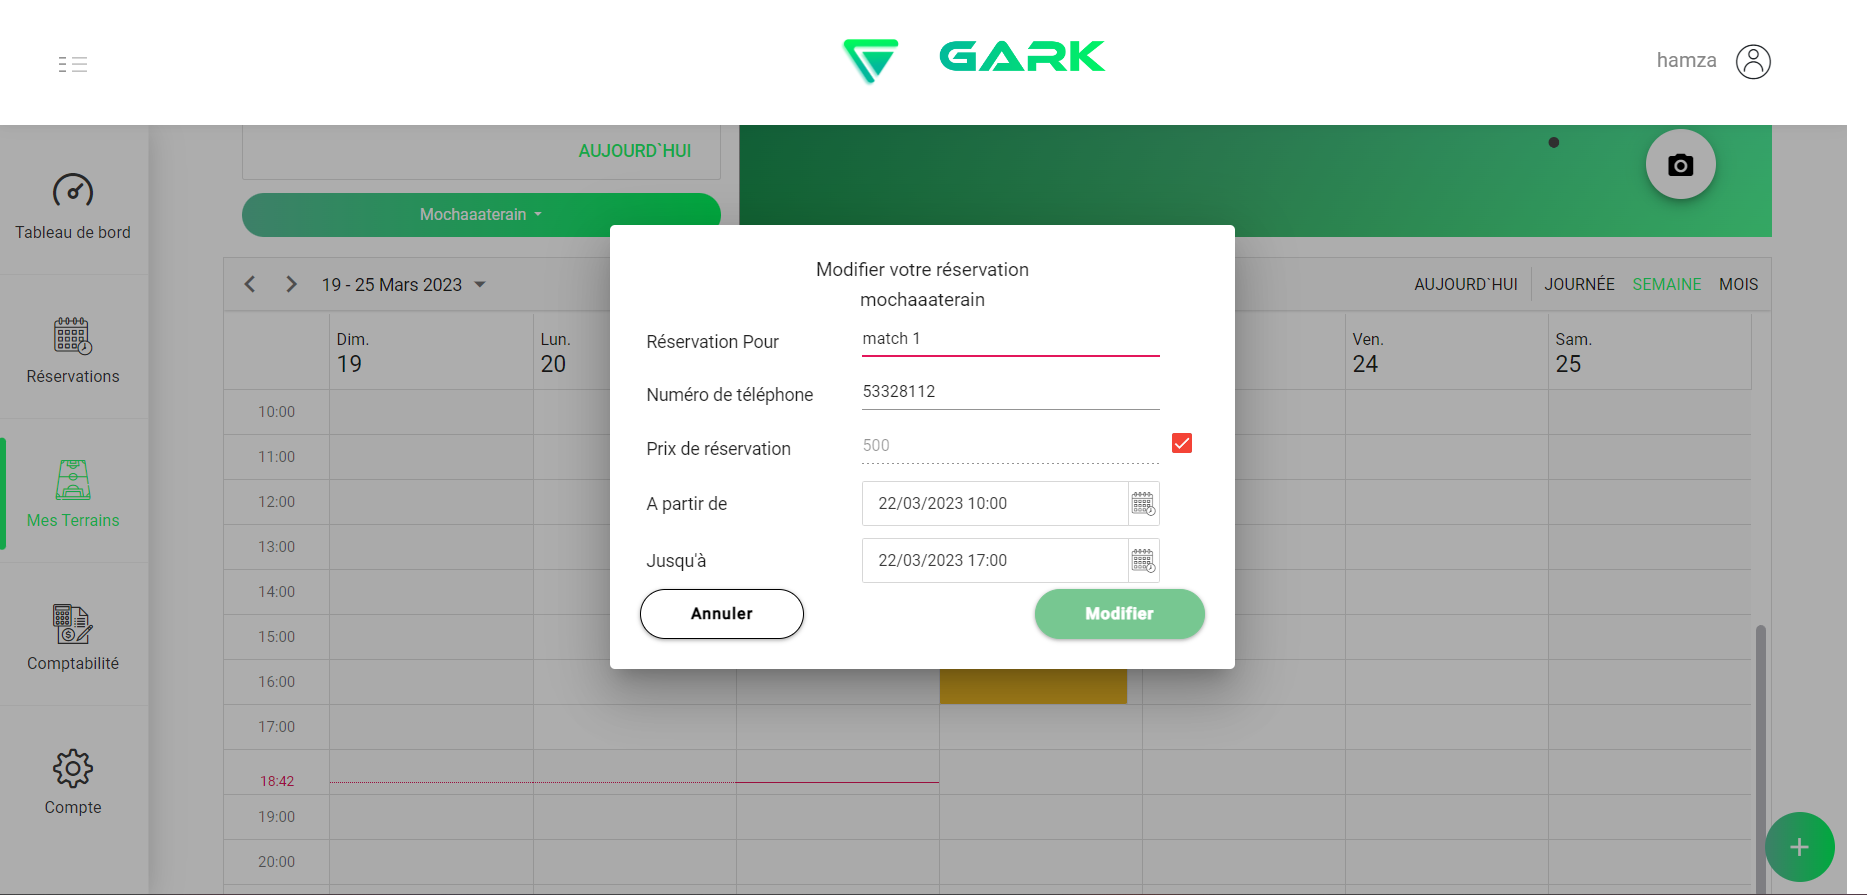 GARK
hamza
AUJOURD`HUI
Mochaaaterain
Tableau de bord
Réservations
Mes Terrains
Comptabilité
Compte
19 - 25 Mars 2023
AUJOURD`HUI
JOURNÉE
SEMAINE
MOIS
Dim.
19
Lun.
20
Ven.
24
Sam.
25
10:00
11:00
12:00
13:00
14:00
15:00
16:00
17:00
18:42
19:00
20:00
Modifier votre réservation
mochaaaterain
Réservation Pour
match 1
Numéro de téléphone
53328112
Prix de réservation
500
A partir de
22/03/2023 10:00
Jusqu'à
22/03/2023 17:00
Annuler
Modifier